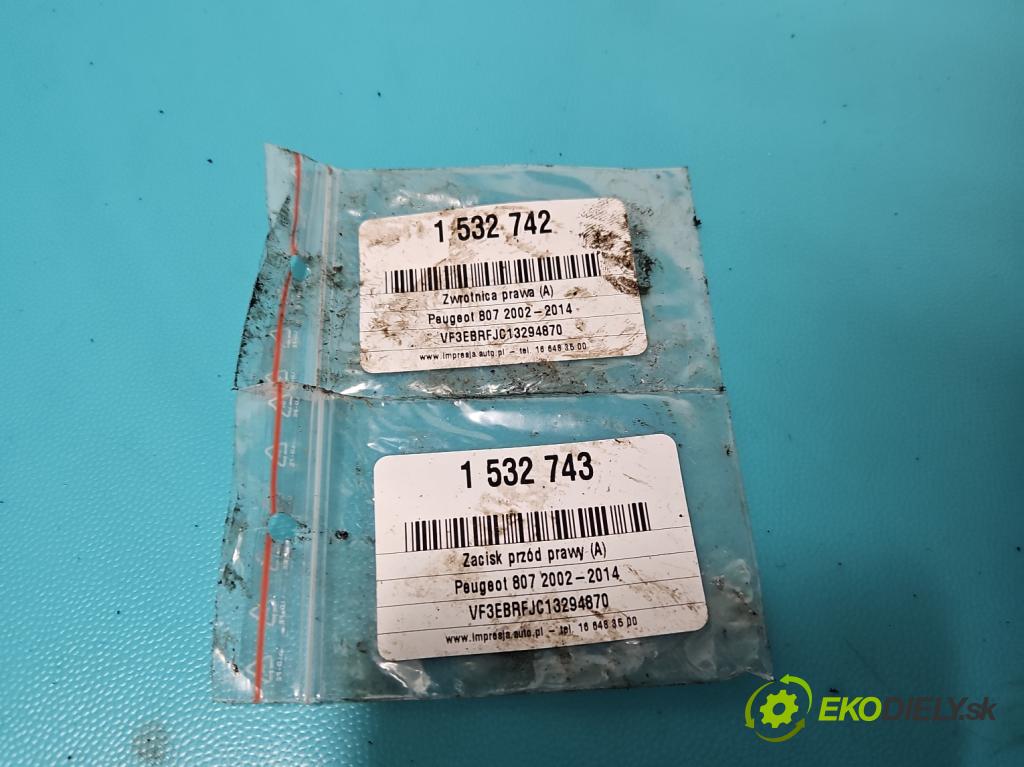 1 532 742
Zwrotnica prawa (A)
Peugeot 807 2002-2014
VF3EBRFJC13294870
www.impresja.auto.pl - tel. 16 648 35 00
1 532 743
Zacisk przód prawy (A)
Peugeot 807 2002-2014
VF3EBRFJC13294870
www.impresja.auto.pl - tel. 16 648 35 00
EKODIELY.sk